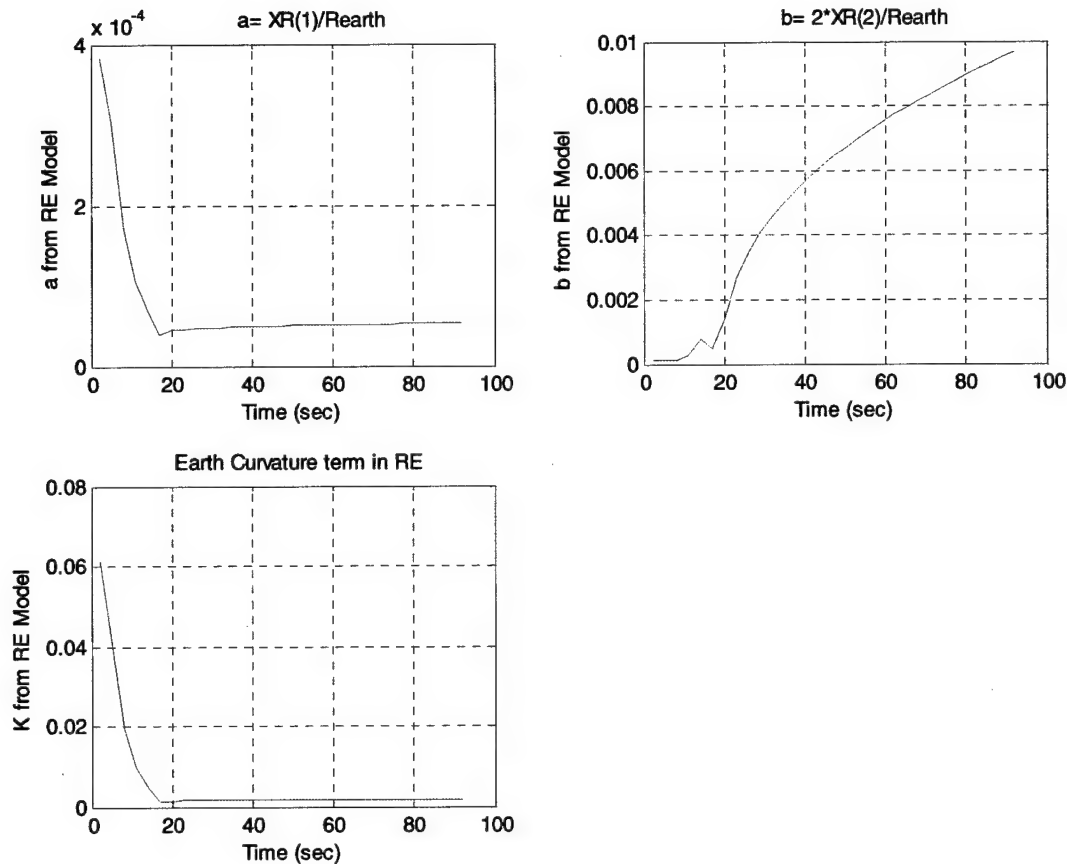 a= XR(1)/Rearth
x 10-4
4
2
0
a from RE Model
0 20 40 60 80 100
Time (sec)
b= 2*XR(2)/Rearth
0.01
0.008
0.006
0.004
0.002
0
b from RE Model
0 20 40 60 80 100
Time (sec)
Earth Curvature term in RE
0.08
0.06
0.04
0.02
0
K from RE Model
0 20 40 60 80 100
Time (sec)